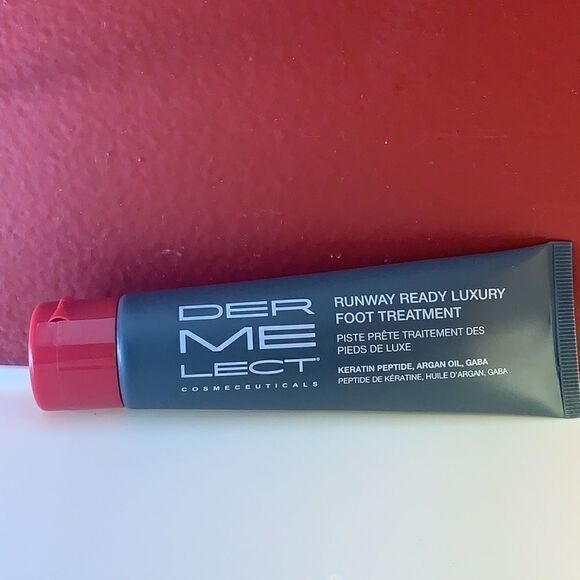 DER
ME
LECT®
COSMECEUTICALS
RUNWAY READY LUXURY
FOOT TREATMENT
PISTE PRÊTE TRAITEMENT DES
PIEDS DE LUXE
KERATIN PEPTIDE, ARGAN OIL, GABA
PEPTIDE DE KÉRATINE, HUILE D'ARGAN, GABA